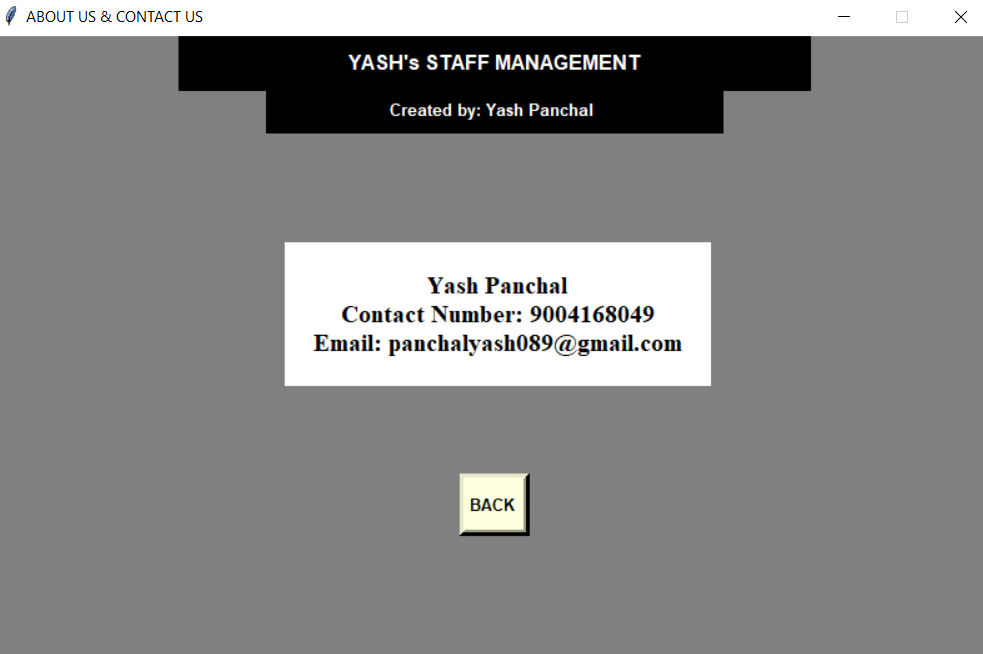 ABOUT US & CONTACT US
YASH's STAFF MANAGEMENT
Created by: Yash Panchal
Yash Panchal
Contact Number: 9004168049
Email: panchalyash089@gmail.com
BACK